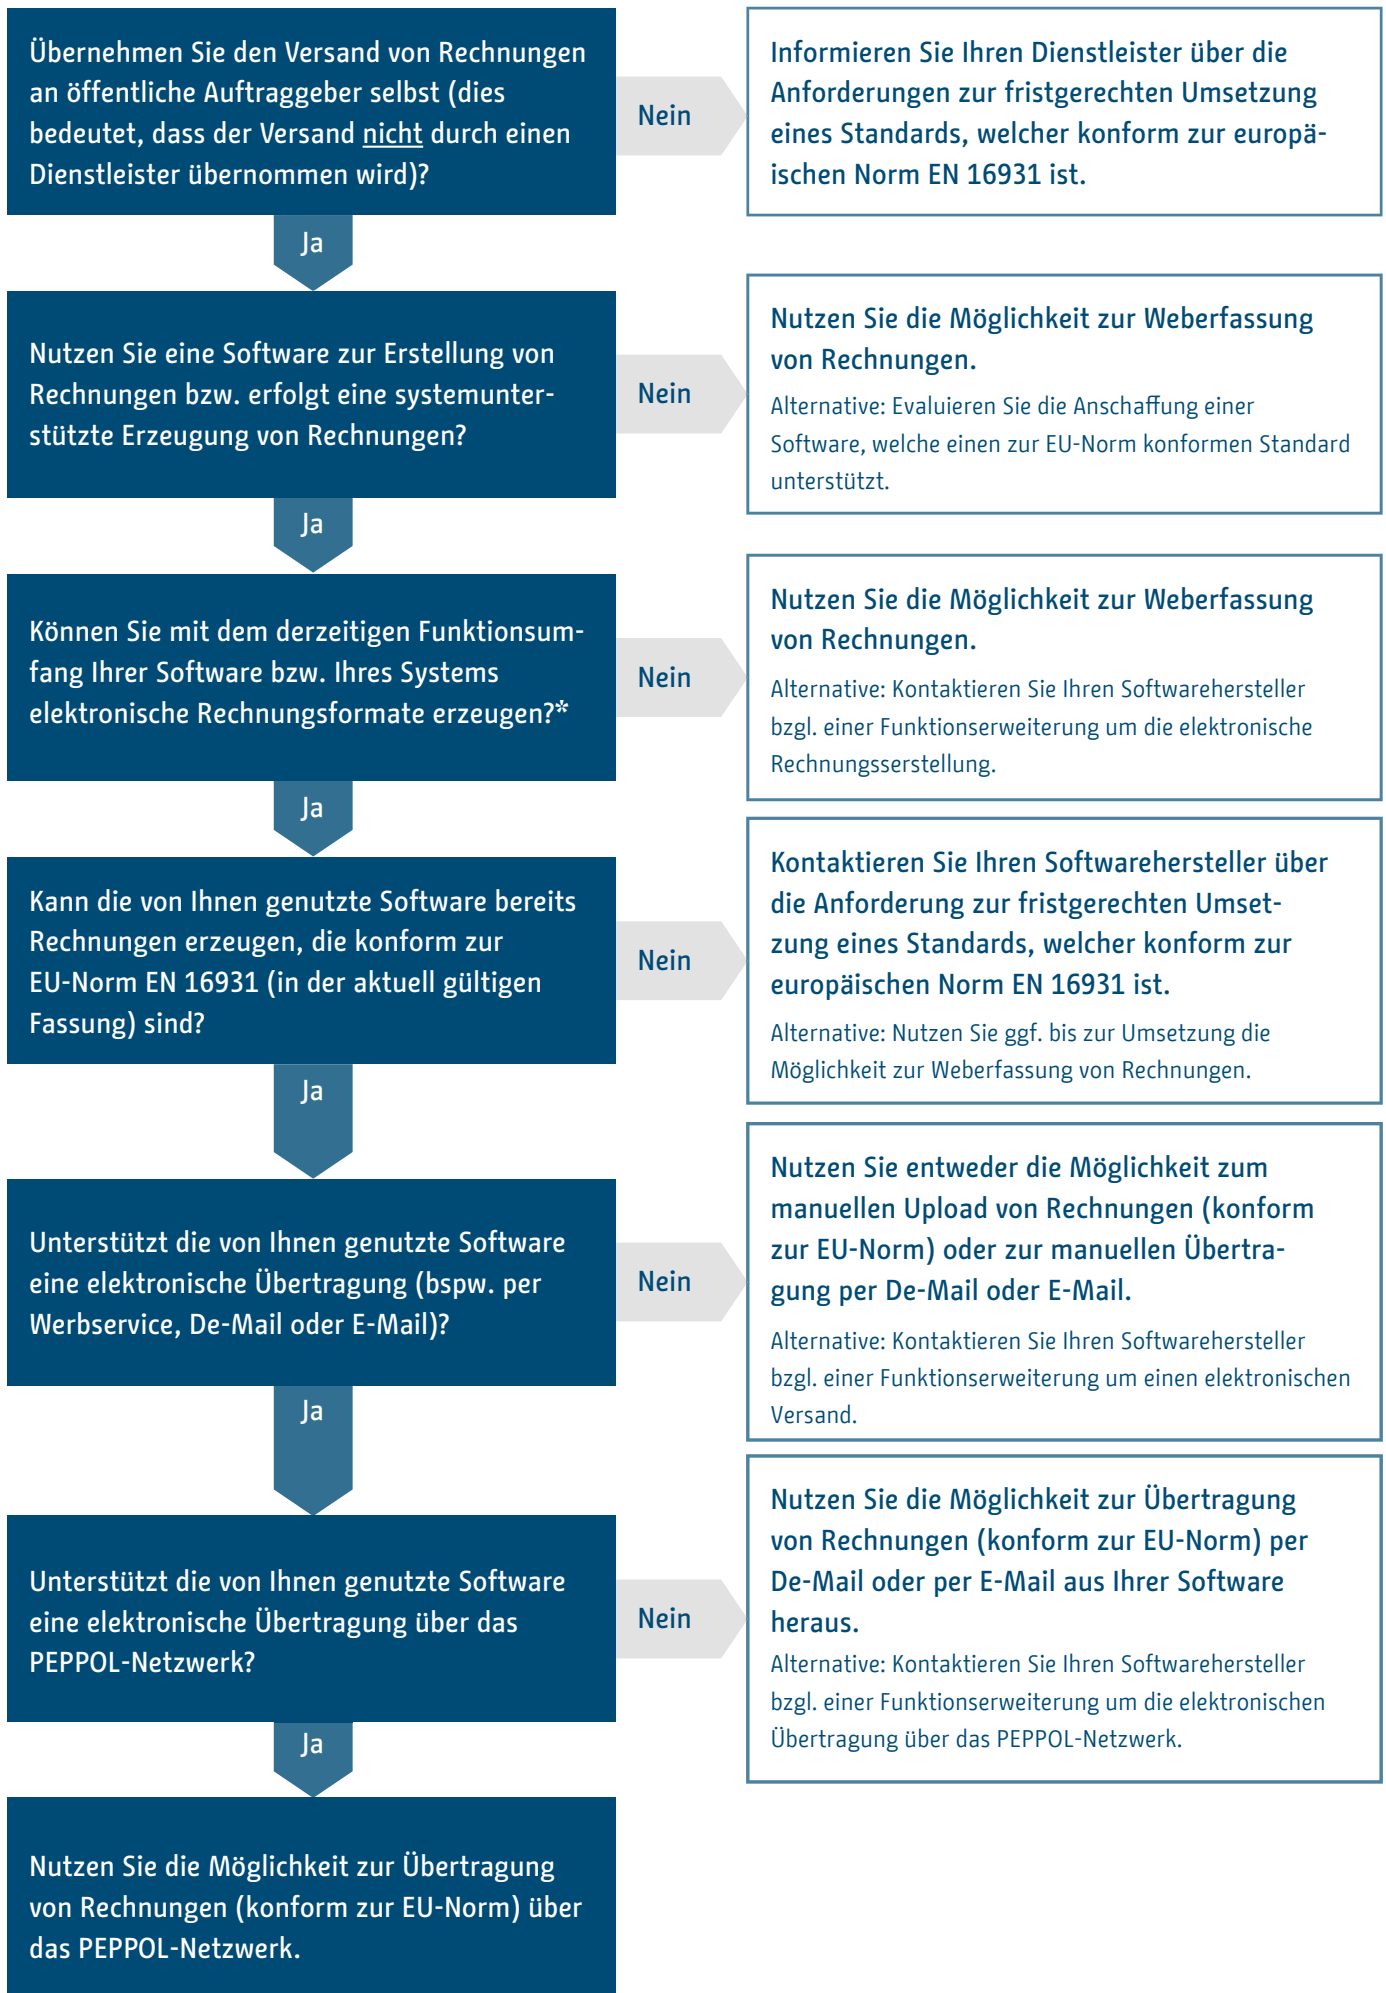 Übernehmen Sie den Versand von Rechnungen
an öffentliche Auftraggeber selbst (dies
bedeutet, dass der Versand nicht durch einen
Dienstleister übernommen wird)?
Nein
Informieren Sie Ihren Dienstleister über die
Anforderungen zur fristgerechten Umsetzung
eines Standards, welcher konform zur europä-
ischen Norm EN 16931 ist.
Ja
Nutzen Sie eine Software zur Erstellung von
Rechnungen bzw. erfolgt eine systemunter-
stützte Erzeugung von Rechnungen?
Nein
Nutzen Sie die Möglichkeit zur Weberfassung
von Rechnungen.
Alternative: Evaluieren Sie die Anschaffung einer
Software, welche einen zur EU-Norm konformen Standard
unterstützt.
Ja
Können Sie mit dem derzeitigen Funktionsum-
fang Ihrer Software bzw. Ihres Systems
elektronische Rechnungsformate erzeugen?*
Nein
Nutzen Sie die Möglichkeit zur Weberfassung
von Rechnungen.
Alternative: Kontaktieren Sie Ihren Softwarehersteller
bzgl. einer Funktionserweiterung um die elektronische
Rechnungsserstellung.
Ja
Kann die von Ihnen genutzte Software bereits
Rechnungen erzeugen, die konform zur
EU-Norm EN 16931 (in der aktuell gültigen
Fassung) sind?
Nein
Kontaktieren Sie Ihren Softwarehersteller über
die Anforderung zur fristgerechten Umset-
zung eines Standards, welcher konform zur
europäischen Norm EN 16931 ist.
Alternative: Nutzen Sie ggf. bis zur Umsetzung die
Möglichkeit zur Weberfassung von Rechnungen.
Ja
Unterstützt die von Ihnen genutzte Software
eine elektronische Übertragung (bspw. per
Werbservice, De-Mail oder E-Mail)?
Nein
Nutzen Sie entweder die Möglichkeit zum
manuellen Upload von Rechnungen (konform
zur EU-Norm) oder zur manuellen Übertra-
gung per De-Mail oder E-Mail.
Alternative: Kontaktieren Sie Ihren Softwarehersteller
bzgl. einer Funktionserweiterung um einen elektronischen
Versand.
Ja
Unterstützt die von Ihnen genutzte Software
eine elektronische Übertragung über das
PEPPOL-Netzwerk?
Nein
Nutzen Sie die Möglichkeit zur Übertragung
von Rechnungen (konform zur EU-Norm) per
De-Mail oder per E-Mail aus Ihrer Software
heraus.
Alternative: Kontaktieren Sie Ihren Softwarehersteller
bzgl. einer Funktionserweiterung um die elektronischen
Übertragung über das PEPPOL-Netzwerk.
Ja
Nutzen Sie die Möglichkeit zur Übertragung
von Rechnungen (konform zur EU-Norm) über
das PEPPOL-Netzwerk.